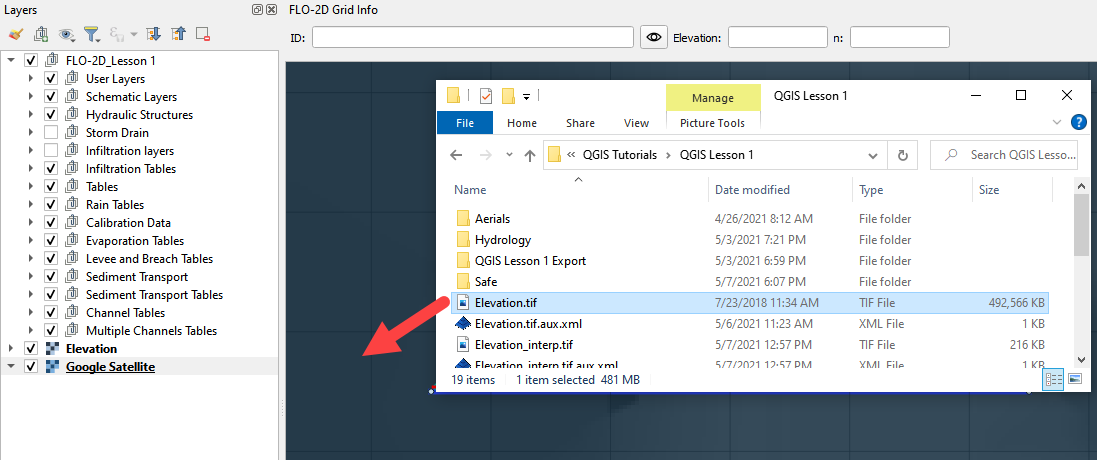 Layers
FLO-2D_Lesson 1
User Layers
Schematic Layers
Hydraulic Structures
Storm Drain
Infiltration layers
Infiltration Tables
Tables
Rain Tables
Calibration Data
Evaporation Tables
Levee and Breach Tables
Sediment Transport
Sediment Transport Tables
Channel Tables
Multiple Channels Tables
Elevation
Google Satellite
FLO-2D Grid Info
ID: Elevation: n:
Manage QGIS Lesson 1
File Home Share View Picture Tools
« QGIS Tutorials › QGIS Lesson 1 Search QGIS Lesso...
Name Date modified Type Size
Aerials 4/26/2021 8:12 AM File folder
Hydrology 5/3/2021 7:21 PM File folder
QGIS Lesson 1 Export 5/3/2021 6:59 PM File folder
Safe 5/7/2021 6:07 PM File folder
Elevation.tif 7/23/2018 11:34 AM TIF File 492,566 KB
Elevation.tif.aux.xml 5/6/2021 11:23 AM XML File 1 KB
Elevation_interp.tif 5/7/2021 12:57 PM TIF File 216 KB
Elevation_interp.tif.aux.xml 5/7/2021 12:57 PM XML File 1 KB
19 items 1 item selected 481 MB